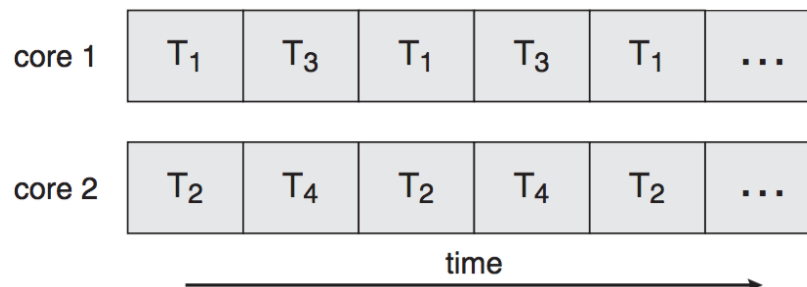 core 1 T₁ T₃ T₁ T₃ T₁ ...
core 2 T₂ T₄ T₂ T₄ T₂ ...
time